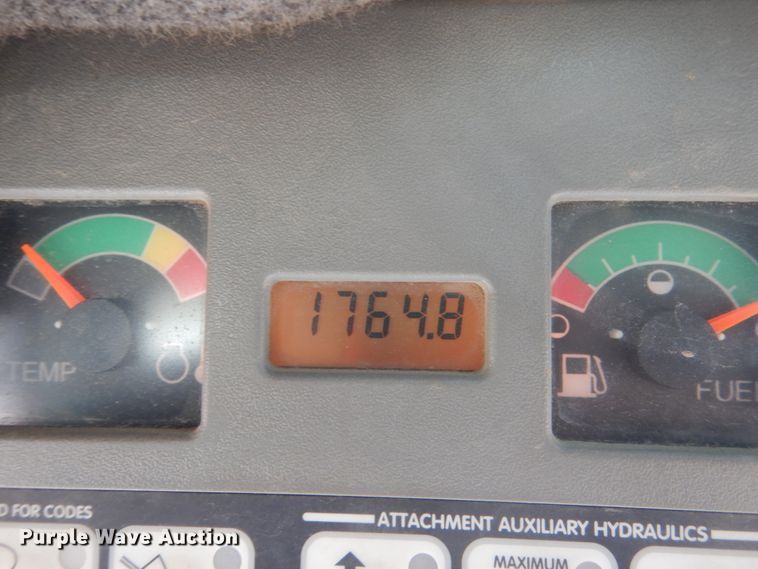 1764.8
TEMP
FUEL
D FOR CODES
ATTACHMENT AUXILIARY HYDRAULICS
MAXIMUM
Purple Wave Auction